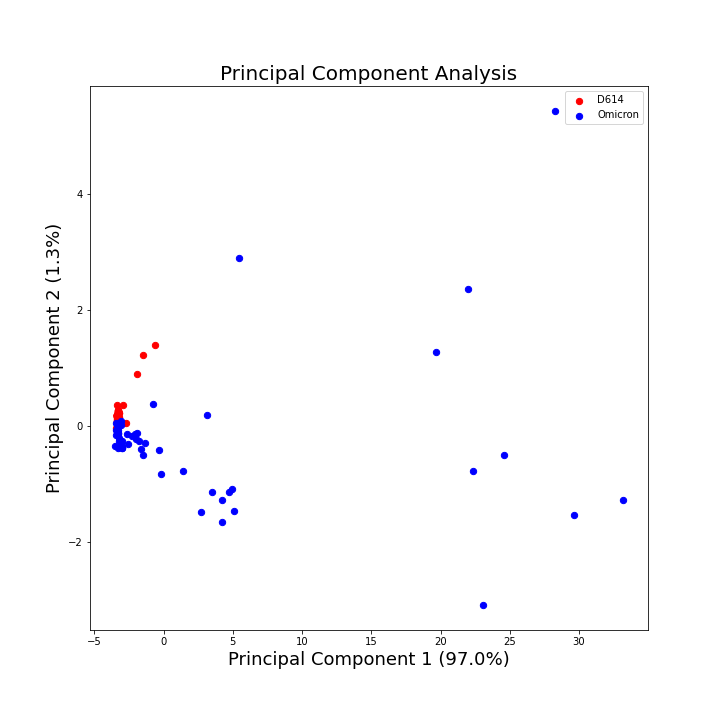 Principal Component Analysis
D614
Omicron
Principal Component 2 (1.3%)
4
2
0
−2
−5
0
5
10
15
20
25
30
Principal Component 1 (97.0%)